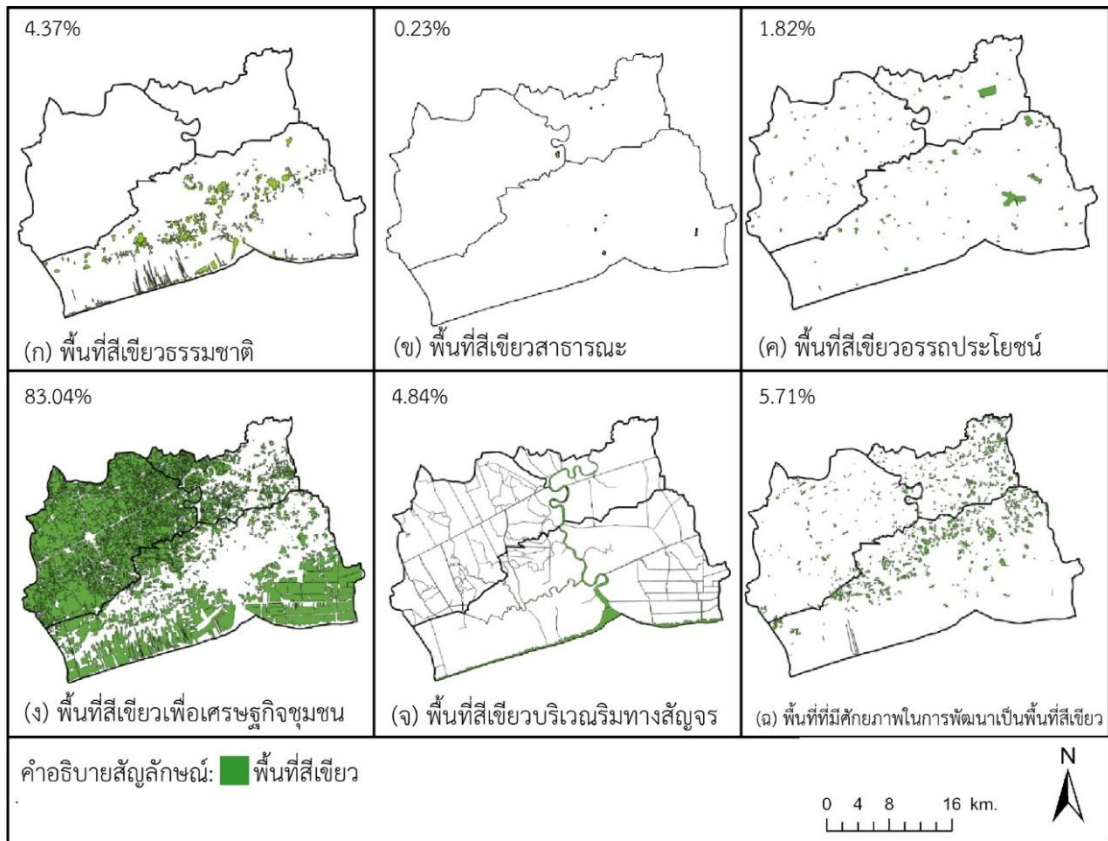 4.37%
0.23%
1.82%
(ก) พื้นที่สีเขียวธรรมชาติ
(ข) พื้นที่สีเขียวสาธารณะ
(ค) พื้นที่สีเขียวอรรถประโยชน์
83.04%
4.84%
5.71%
(ง) พื้นที่สีเขียวเพื่อเศรษฐกิจชุมชน
(จ) พื้นที่สีเขียวบริเวณริมทางสัญจร
(ฉ) พื้นที่ที่มีศักยภาพในการพัฒนาเป็นพื้นที่สีเขียว
คำอธิบายสัญลักษณ์: พื้นที่สีเขียว
N
0 4 8 16 km.